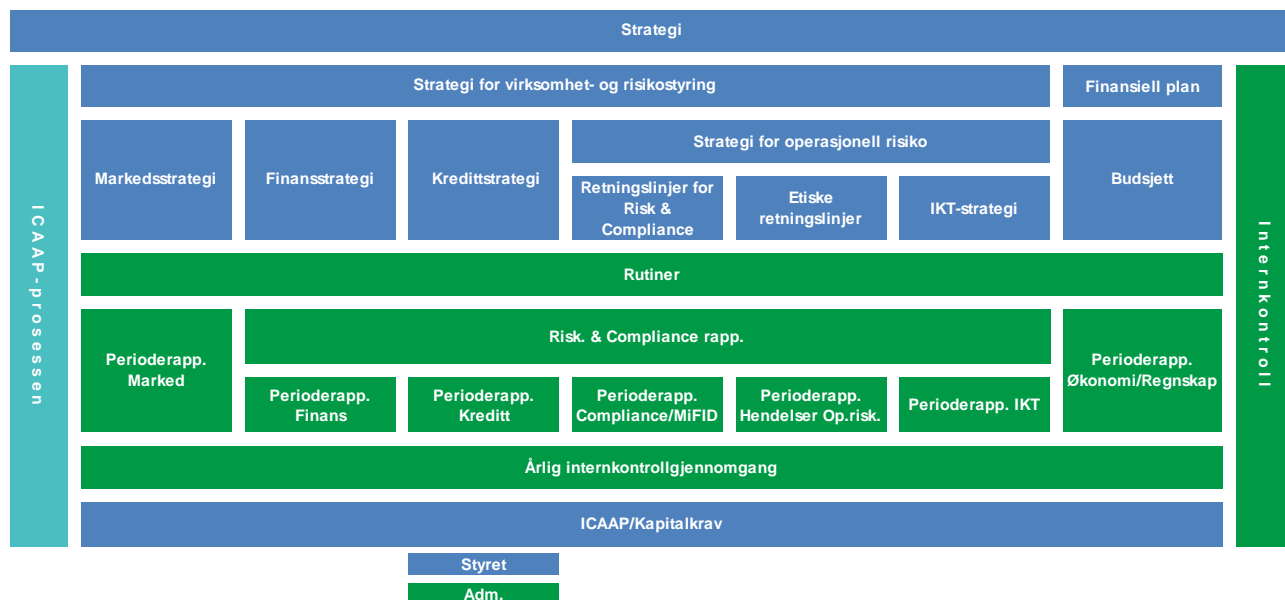 Strategi
ICAAP-prosessen
Strategi for virksomhet- og risikostyring
Finansiell plan
Internkontroll
Markedsstrategi
Finansstrategi
Kredittstrategi
Strategi for operasjonell risiko
Retningslinjer for
Risk &
Compliance
Etiske
retningslinjer
IKT-strategi
Budsjett
Rutiner
Perioderapp.
Marked
Risk. & Compliance rapp.
Perioderapp.
Økonomi/Regnskap
Perioderapp.
Finans
Perioderapp.
Kreditt
Perioderapp.
Compliance/MiFID
Perioderapp.
Hendelser Op.risk.
Perioderapp. IKT
Årlig internkontrollgjennomgang
ICAAP/Kapitalkrav
Styret
Adm.